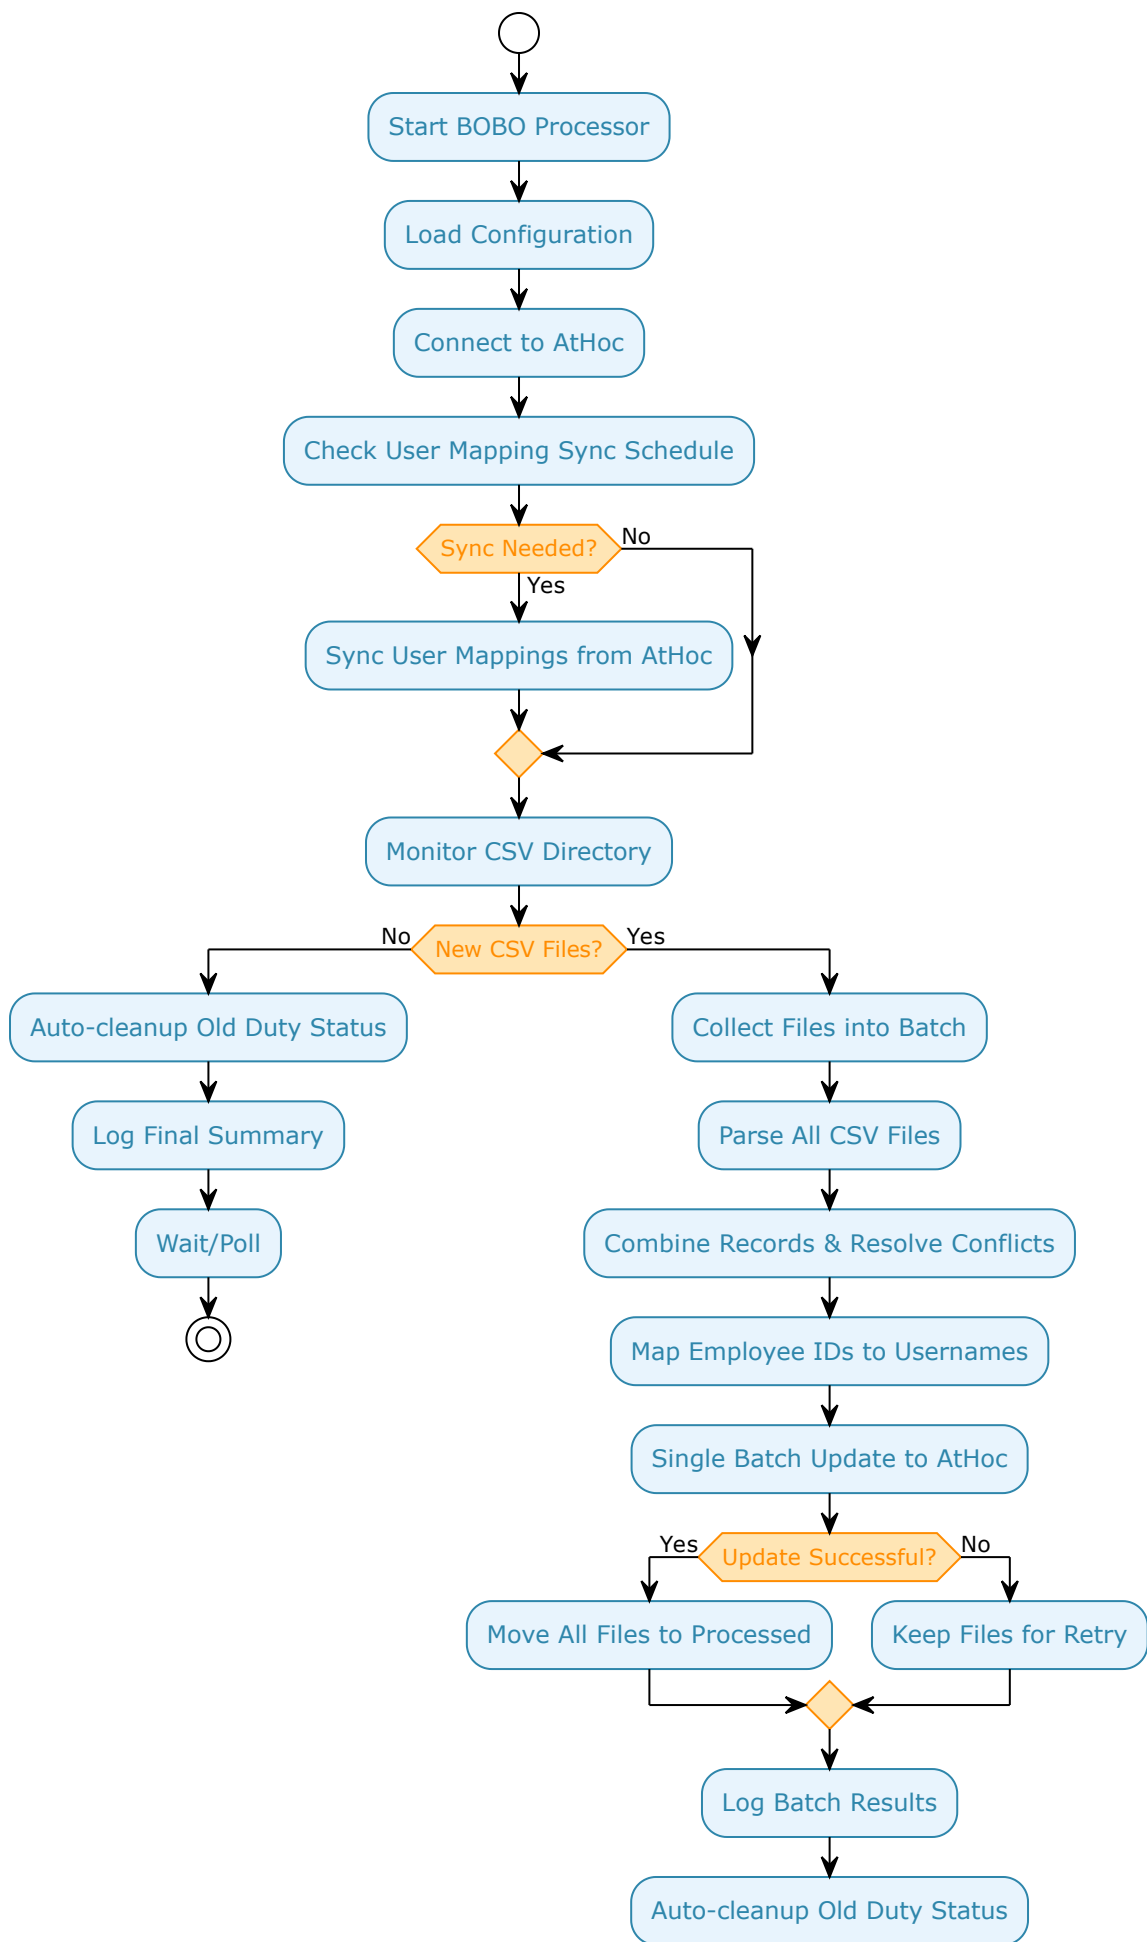 Start BOBO Processor
Load Configuration
Connect to AtHoc
Check User Mapping Sync Schedule
Sync Needed?
No
Yes
Sync User Mappings from AtHoc
Monitor CSV Directory
No
New CSV Files?
Yes
Auto-cleanup Old Duty Status
Log Final Summary
Wait/Poll
Collect Files into Batch
Parse All CSV Files
Combine Records & Resolve Conflicts
Map Employee IDs to Usernames
Single Batch Update to AtHoc
Yes
Update Successful?
No
Move All Files to Processed
Keep Files for Retry
Log Batch Results
Auto-cleanup Old Duty Status